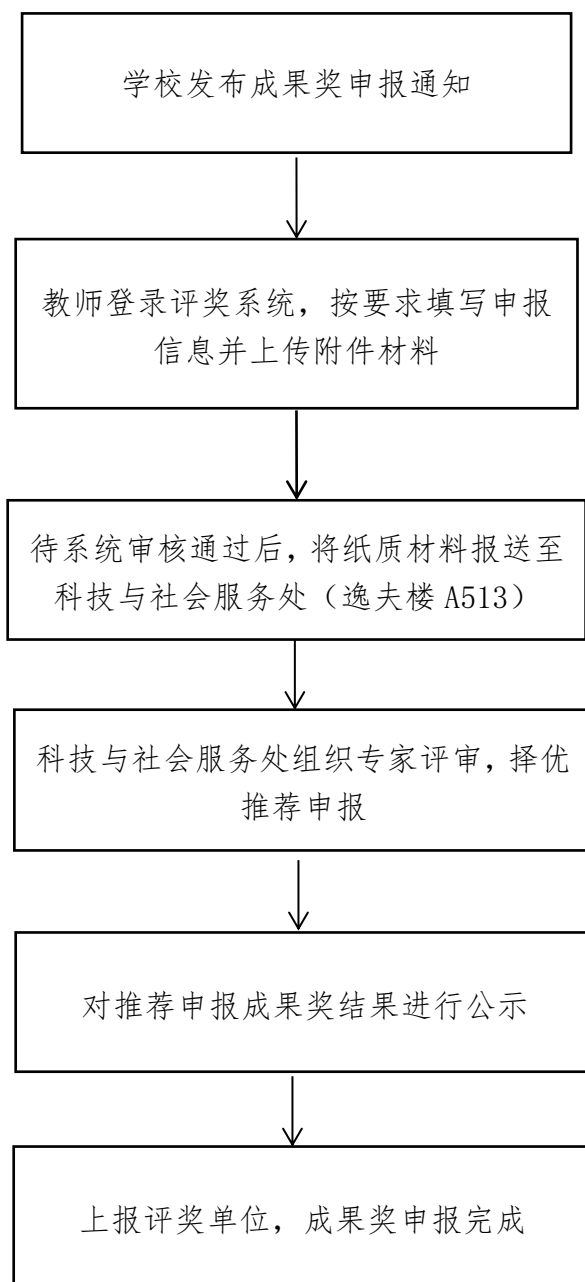 学校发布成果奖申报通知
教师登录评奖系统，按要求填写申报
信息并上传附件材料
待系统审核通过后，将纸质材料报送至
科技与社会服务处（逸夫楼 A513）
科技与社会服务处组织专家评审，择优
推荐申报
对推荐申报成果奖结果进行公示
上报评奖单位，成果奖申报完成